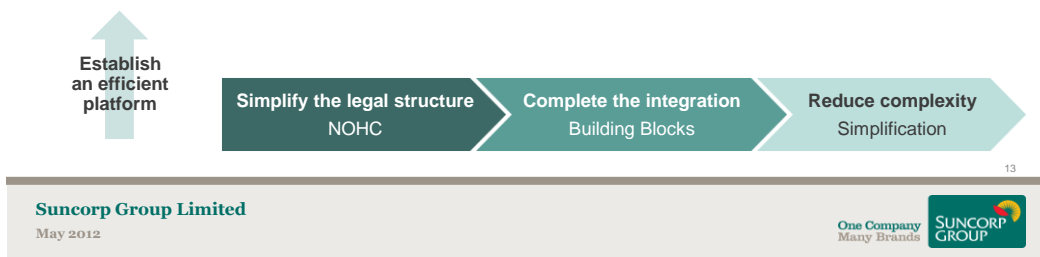 Establish
an efficient
platform
Simplify the legal structure
NOHC
Complete the integration
Building Blocks
Reduce complexity
Simplification
13
Suncorp Group Limited
May 2012
One Company
Many Brands
SUNCORP
GROUP